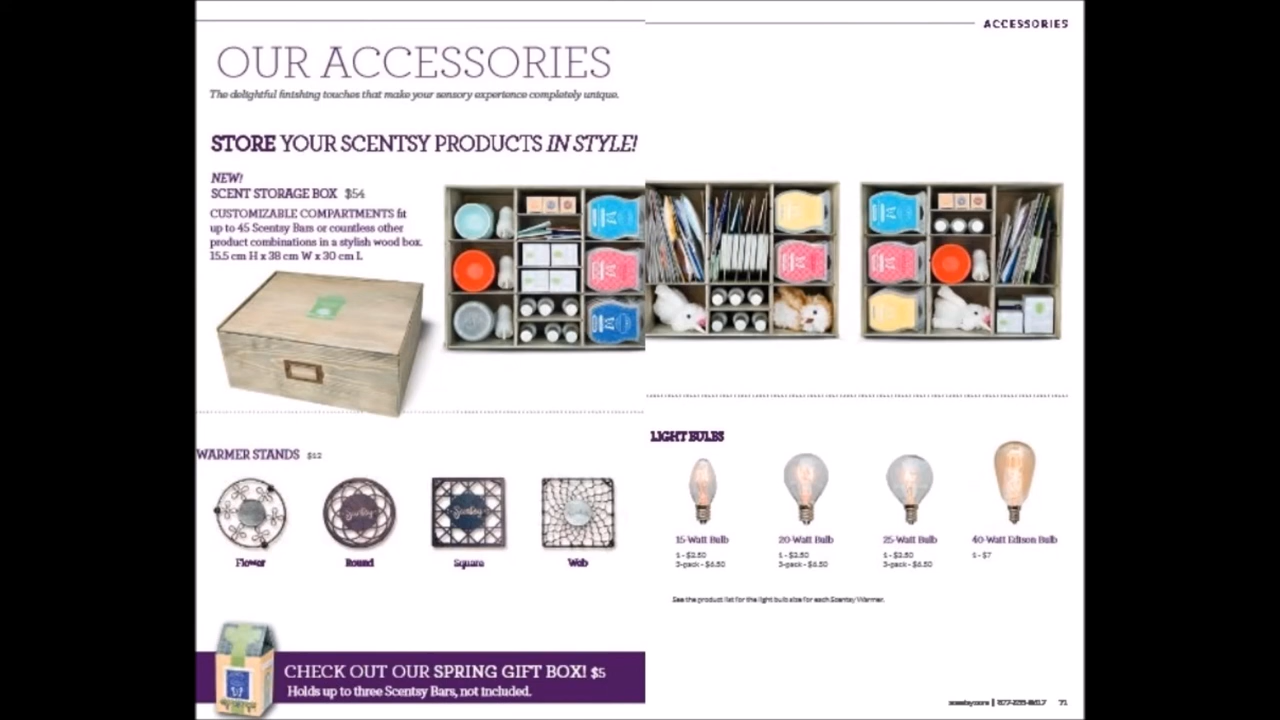 ACCESSORIES
OUR ACCESSORIES
The delightful finishing touches that make your sensory experience completely unique.
STORE YOUR SCENTSY PRODUCTS IN STYLE!
NEW!
SCENT STORAGE BOX $54
CUSTOMIZABLE COMPARTMENTS fit
up to 45 Scentsy Bars or countless other
product combinations in a stylish wood box.
15.5 cm H x 38 cm W x 30 cm L
WARMER STANDS $12
Scentsy
Scentsy
Flower
Round
Square
Web
LIGHT BULBS
15-Watt Bulb
1 - $2.50
3-pack - $6.50
20-Watt Bulb
1 - $2.50
3-pack - $6.50
25-Watt Bulb
1 - $2.50
3-pack - $6.50
40-Watt Edison Bulb
1 - $7
See the product list for the light bulb size for each Scentsy Warmer.
CHECK OUT OUR SPRING GIFT BOX! $5
Holds up to three Scentsy Bars, not included.
71